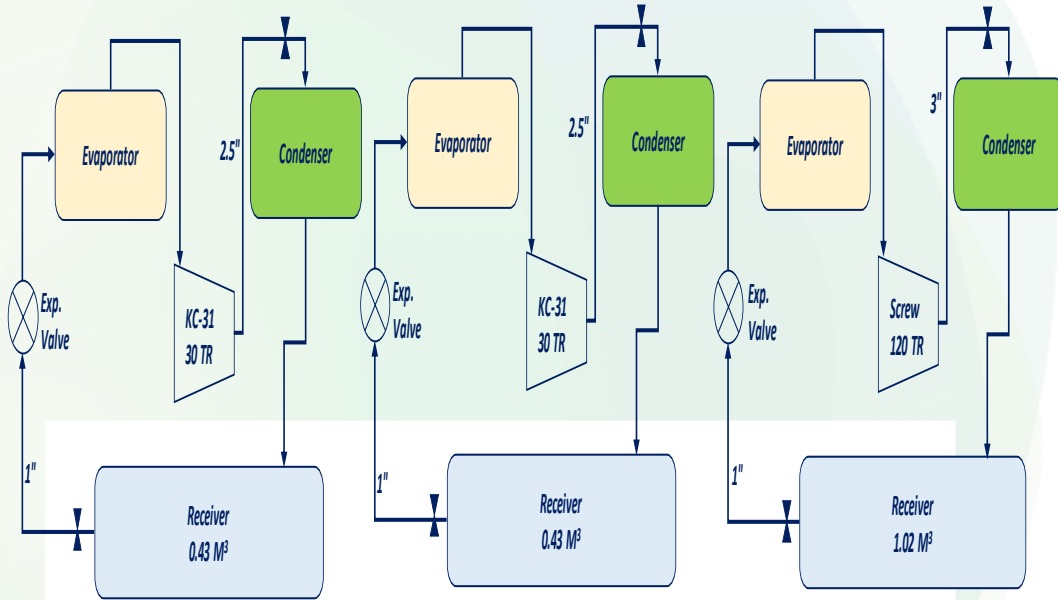 Evaporator
2.5"
Condenser
Exp.
Valve
KC-31
30 TR
1"
Receiver
0.43 M³
Evaporator
2.5"
Condenser
Exp.
Valve
KC-31
30 TR
1"
Receiver
0.43 M³
Evaporator
3"
Condenser
Exp.
Valve
Screw
120 TR
1"
Receiver
1.02 M³